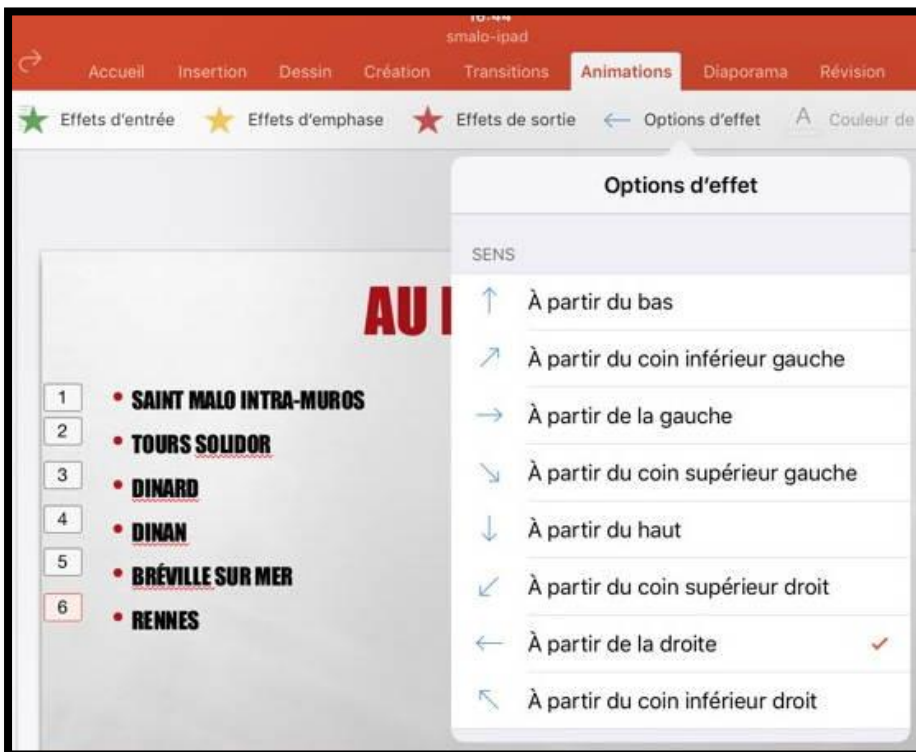 16:44
smalo-ipad
Accueil Insertion Dessin Création Transitions Animations Diaporama Révision
Effets d'entrée Effets d'emphase Effets de sortie Options d'effet A Couleur de
Options d'effet
SENS
À partir du bas
À partir du coin inférieur gauche
À partir de la gauche
À partir du coin supérieur gauche
À partir du haut
À partir du coin supérieur droit
À partir de la droite
À partir du coin inférieur droit
AU
1 • SAINT MALO INTRA-MUROS
2 • TOURS SOLIDOR
3 • DINARD
4 • DINAN
5 • BRÉVILLE SUR MER
6 • RENNES